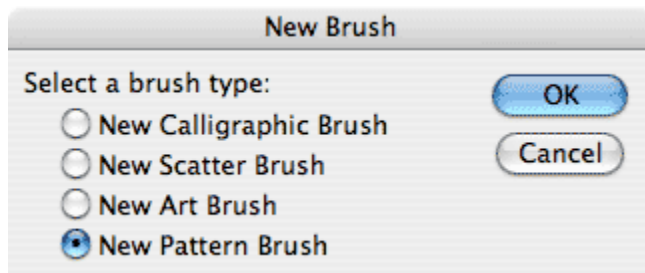 New Brush
Select a brush type:
OK
New Calligraphic Brush
New Scatter Brush
Cancel
New Art Brush
New Pattern Brush